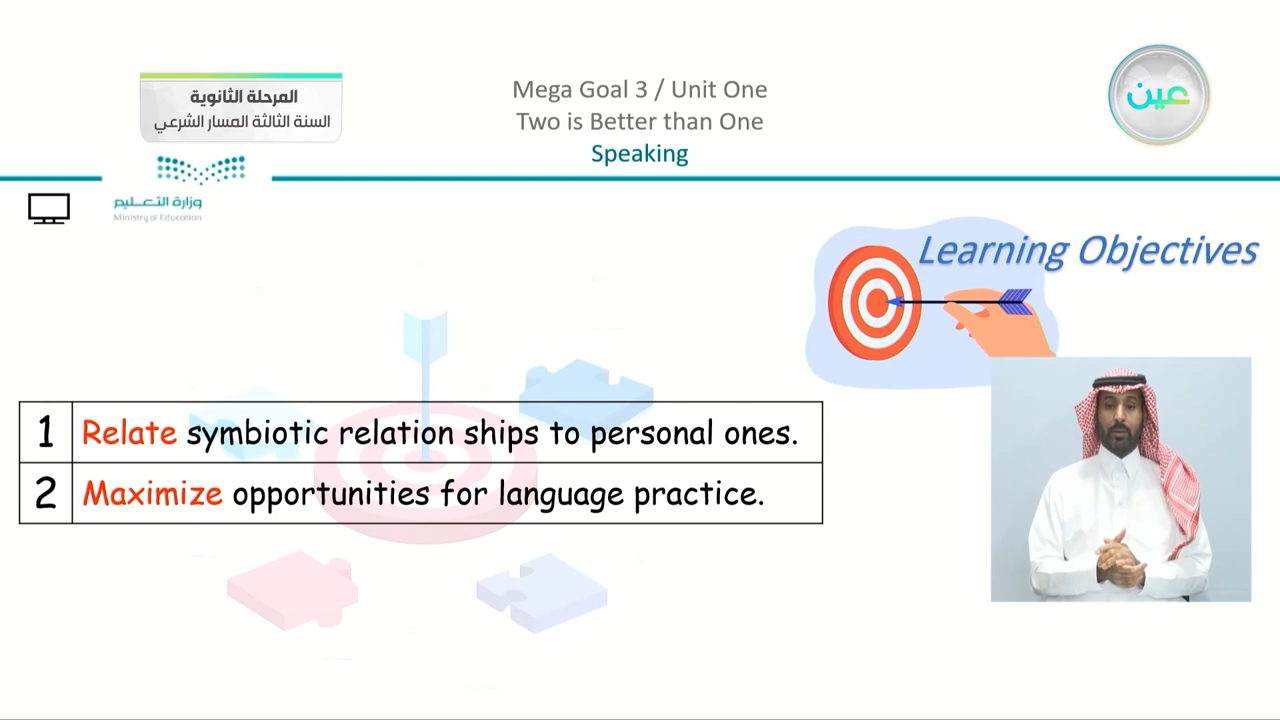 المرحلة الثانوية
السنة الثالثة المسار الشرعي
Mega Goal 3 / Unit One
Two is Better than One
Speaking
عين
وزارة التعليم
Ministry of Education
Learning Objectives
1 Relate symbiotic relation ships to personal ones.
2 Maximize opportunities for language practice.